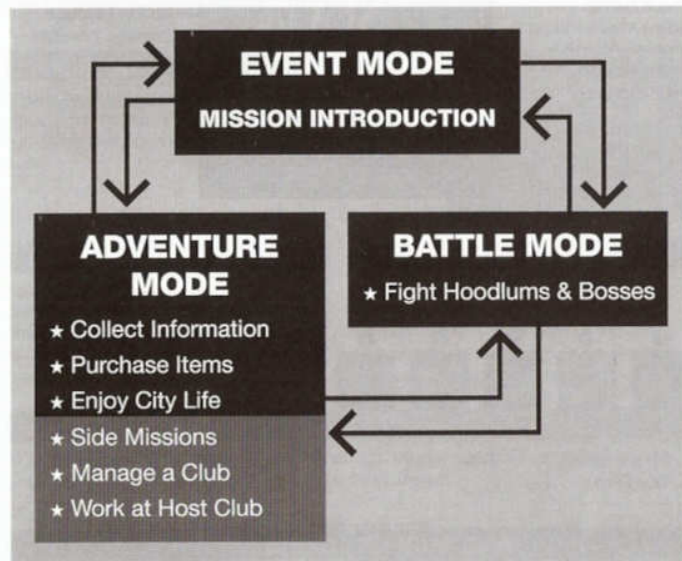 EVENT MODE
MISSION INTRODUCTION
ADVENTURE
MODE
★ Collect Information
★ Purchase Items
★ Enjoy City Life
★ Side Missions
★ Manage a Club
★ Work at Host Club
BATTLE MODE
★ Fight Hoodlums & Bosses